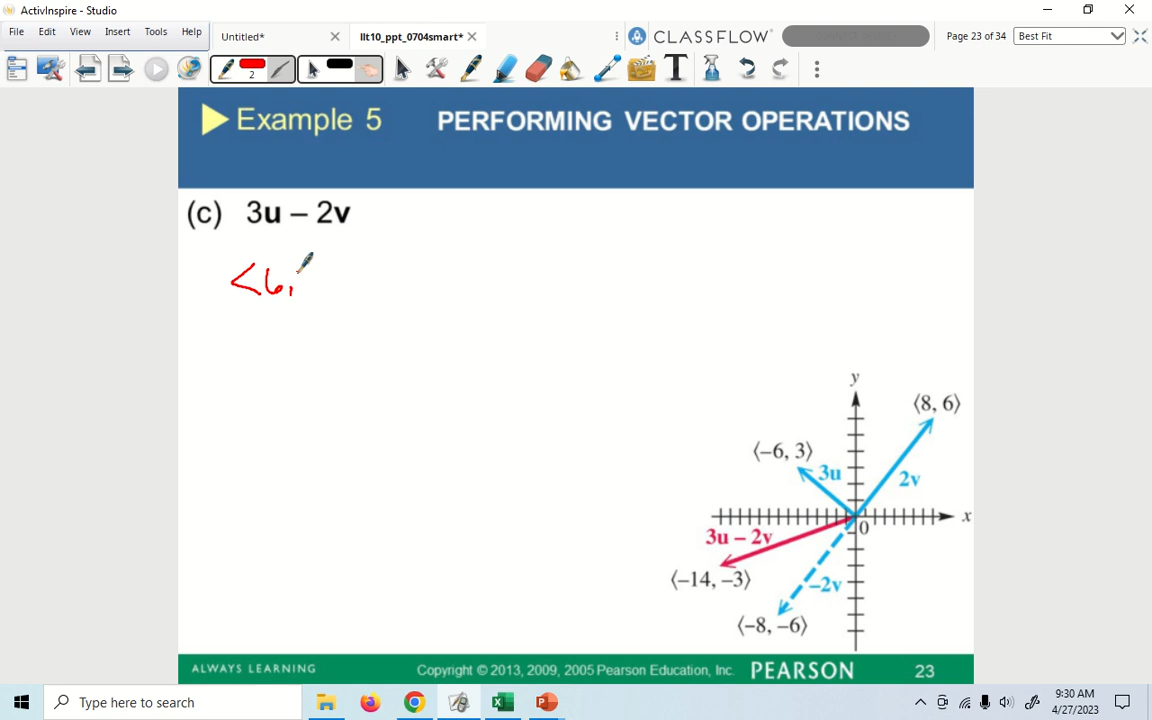 ActivInspire - Studio
File Edit View Insert Tools Help
Untitled*
llt10_ppt_0704smart*
CLASSFLOW
Page 23 of 34
Best Fit
2
Example 5 PERFORMING VECTOR OPERATIONS
(c) 3u – 2v
<6,
y
⟨8, 6⟩
⟨–6, 3⟩
3u
2v
x
0
3u – 2v
⟨–14, –3⟩
–2v
⟨–8, –6⟩
ALWAYS LEARNING Copyright © 2013, 2009, 2005 Pearson Education, Inc. PEARSON 23
Type here to search
9:30 AM
4/27/2023